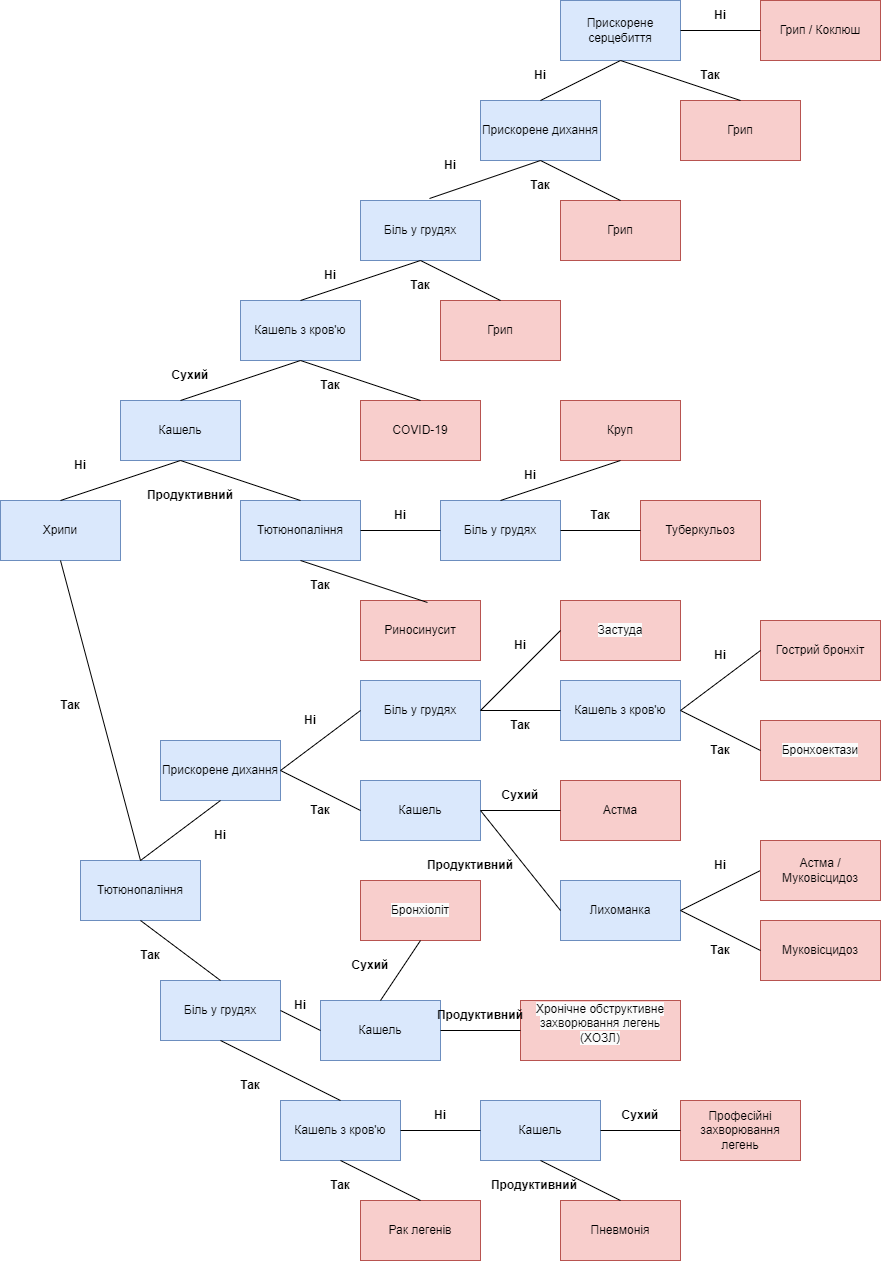 Прискорене
серцебиття
Ні
Грип / Коклюш
Ні
Так
Прискорене дихання
Грип
Ні
Так
Біль у грудях
Грип
Ні
Так
Кашель з кров'ю
Грип
Сухий
Так
Кашель
COVID-19
Круп
Ні
Продуктивний
Ні
Хрипи
Тютюнопаління
Ні
Біль у грудях
Так
Туберкульоз
Так
Риносинусит
Застуда
Ні
Гострий бронхіт
Ні
Так
Ні
Біль у грудях
Так
Кашель з кров'ю
Так
Бронхоектази
Прискорене дихання
Так
Кашель
Сухий
Астма
Ні
Продуктивний
Ні
Астма /
Муковісцидоз
Тютюнопаління
Бронхіоліт
Лихоманка
Так
Муковісцидоз
Так
Сухий
Біль у грудях
Ні
Кашель
Продуктивний
Хронічне обструктивне
захворювання легень
(ХОЗЛ)
Так
Кашель з кров'ю
Ні
Кашель
Сухий
Професійні
захворювання
легень
Так
Продуктивний
Рак легенів
Пневмонія